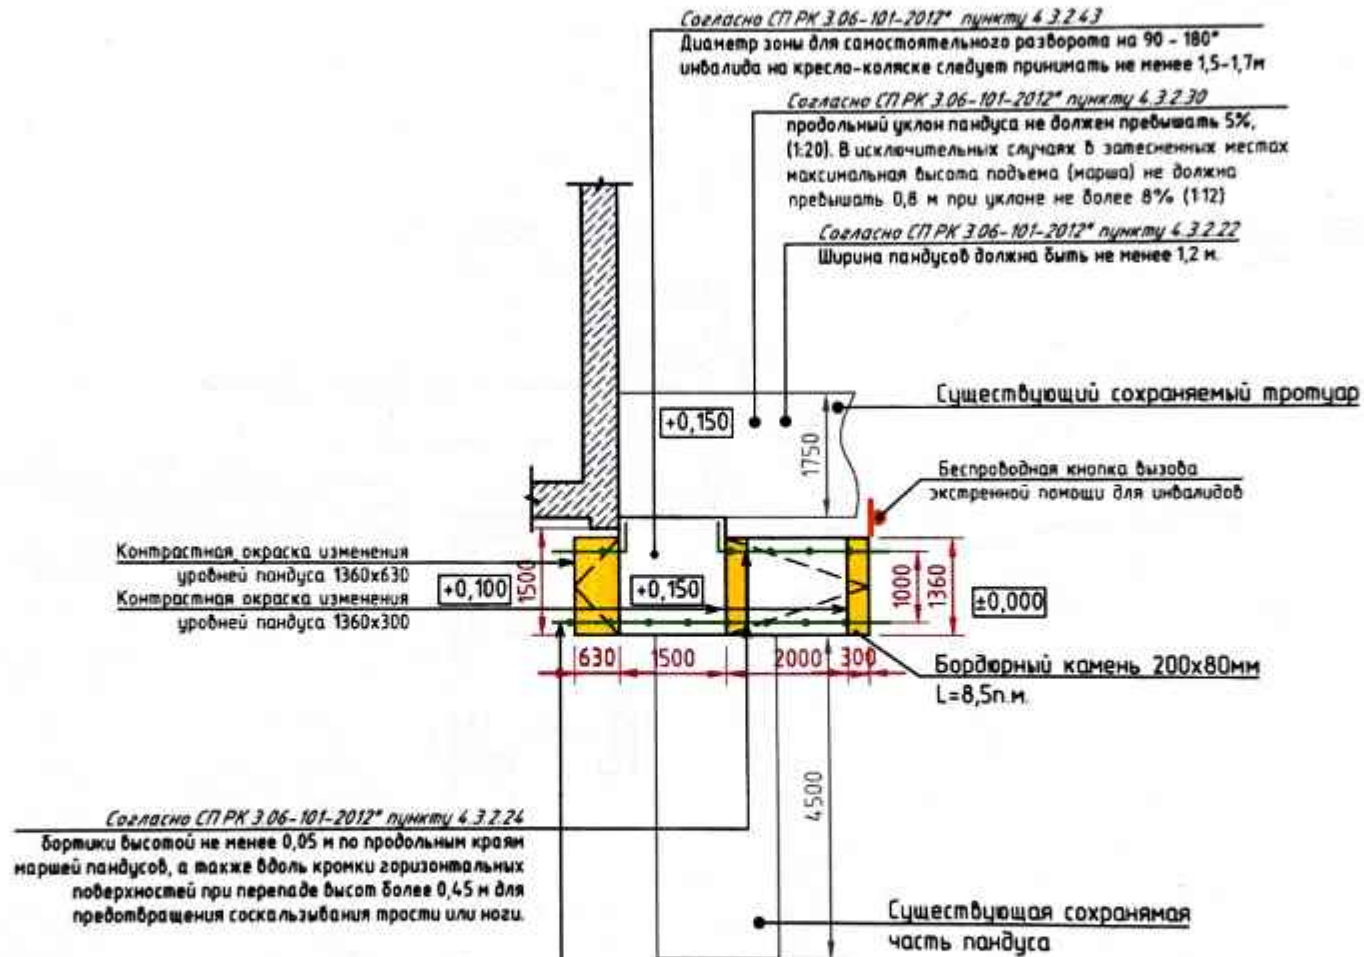 Согласно СП РК 3.06-101-2012* пункту 4.3.2.43
Диаметр зоны для самостоятельного разворота на 90 - 180°
инвалида на кресло-коляске следует принимать не менее 1,5-1,7м
Согласно СП РК 3.06-101-2012* пункту 4.3.2.30
продольный уклон пандуса не должен превышать 5%,
(1:20). В исключительных случаях в затесненных местах
максимальная высота подъема (марша) не должна
превышать 0,8 м при уклоне не более 8% (1:12)
Согласно СП РК 3.06-101-2012* пункту 4.3.2.22
Ширина пандусов должна быть не менее 1,2 м.
Существующий сохраняемый тротуар
+0,150
1750
Беспроводная кнопка вызова
экстренной помощи для инвалидов
Контрастная окраска изменения
уровней пандуса 1360х630
Контрастная окраска изменения
уровней пандуса 1360х300
+0,100
1500
+0,150
1000
1360
±0,000
630
1500
2000
300
Бордюрный камень 200х80мм
L=8,5п.м.
4500
Согласно СП РК 3.06-101-2012* пункту 4.3.2.24
бортики высотой не менее 0,05 м по продольным краям
маршей пандусов, а также вдоль кромки горизонтальных
поверхностей при перепаде высот более 0,45 м для
предотвращения соскальзывания трости или ноги.
Существующая сохранямая
часть пандуса